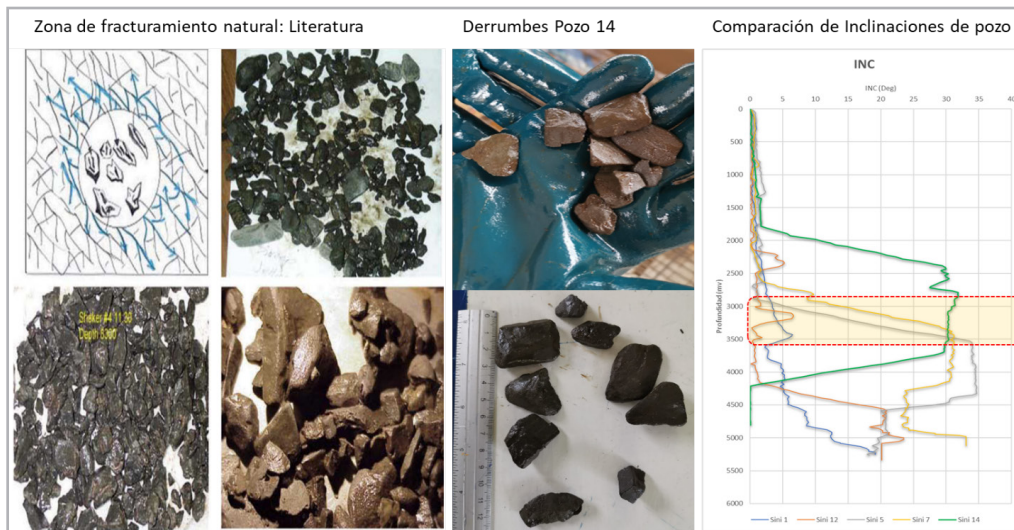 Zona de fracturamiento natural: Literatura
Derrumbes Pozo 14
Comparación de Inclinaciones de pozo
Shaker #4 11:30
Depth 8300
INC
INC (Deg)
0 5 10 15 20 25 30 35 40
0
500
1000
1500
2000
2500
3000
3500
4000
4500
5000
5500
6000
Profundidad (mv)
Sini 1 Sini 12 Sini 5 Sini 7 Sini 14